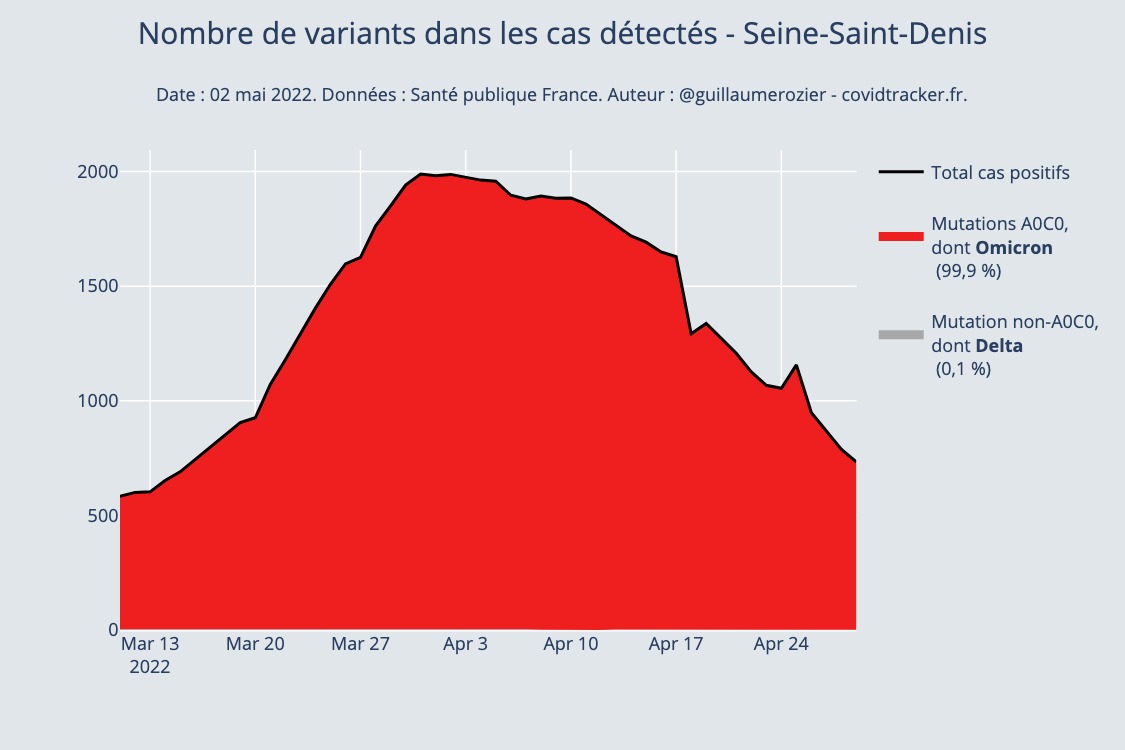 Nombre de variants dans les cas détectés - Seine-Saint-Denis
Date : 02 mai 2022. Données : Santé publique France. Auteur : @guillaumerozier - covidtracker.fr.
2000
1500
1000
500
0
Mar 13
2022
Mar 20
Mar 27
Apr 3
Apr 10
Apr 17
Apr 24
Total cas positifs
Mutations A0C0,
dont Omicron
(99,9 %)
Mutation non-A0C0,
dont Delta
(0,1 %)